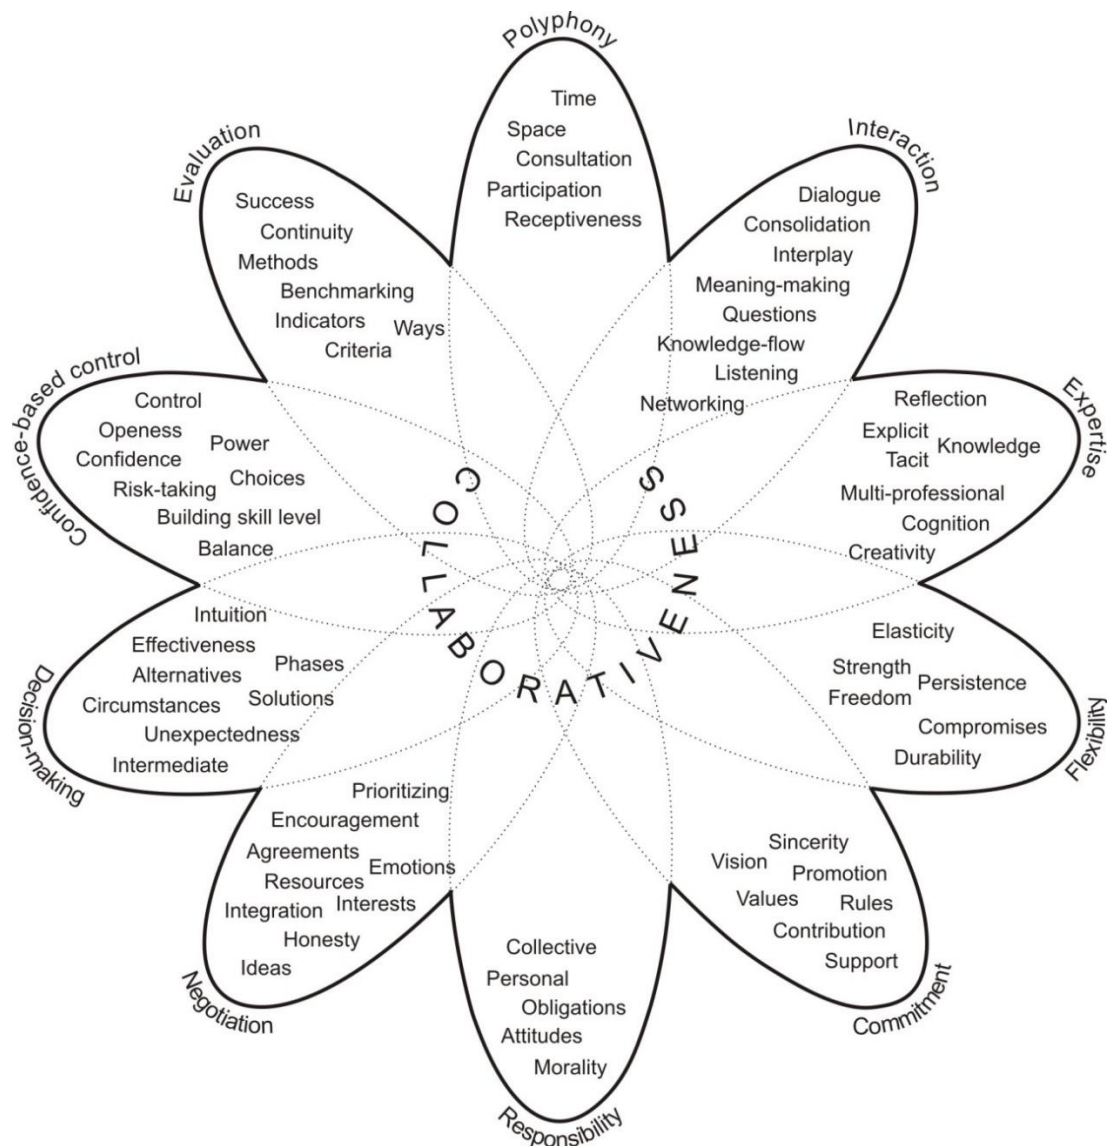 Polyphony
Time
Space
Consultation
Participation
Receptiveness
Interaction
Dialogue
Consolidation
Interplay
Meaning-making
Questions
Knowledge-flow
Listening
Networking
Expertise
Reflection
Explicit
Tacit
Knowledge
Multi-professional
Cognition
Creativity
Flexibility
Elasticity
Strength
Freedom
Persistence
Compromises
Durability
Commitment
Sincerity
Vision
Promotion
Values
Rules
Contribution
Support
Responsibility
Collective
Personal
Obligations
Attitudes
Morality
Negotiation
Prioritizing
Encouragement
Agreements
Emotions
Resources
Interests
Integration
Honesty
Ideas
Decision-making
Intuition
Effectiveness
Phases
Alternatives
Solutions
Circumstances
Unexpectedness
Intermediate
Confidence-based control
Control
Openess
Power
Confidence
Choices
Risk-taking
Building skill level
Balance
Evaluation
Success
Continuity
Methods
Benchmarking
Indicators
Ways
Criteria
COLLABORATIVENESS